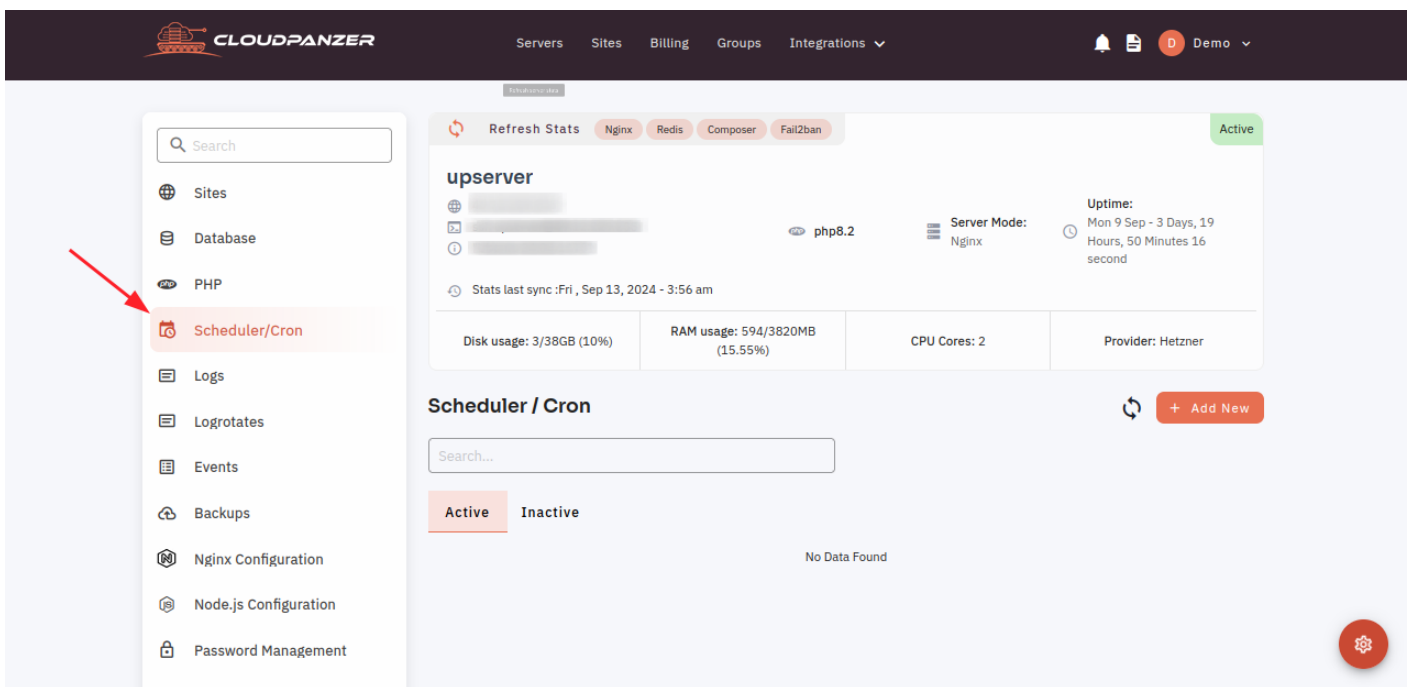 CLOUDPANZER
Servers Sites Billing Groups Integrations
D Demo
Search
Sites
Database
php PHP
Scheduler/Cron
Logs
Logrotates
Events
Backups
Nginx Configuration
Node.js Configuration
Password Management
Refresh Stats Nginx Redis Composer Fail2ban
Active
upserver
php php8.2
Server Mode:
Nginx
Uptime:
Mon 9 Sep - 3 Days, 19
Hours, 50 Minutes 16
second
Stats last sync :Fri , Sep 13, 2024 - 3:56 am
Disk usage: 3/38GB (10%)
RAM usage: 594/3820MB
(15.55%)
CPU Cores: 2
Provider: Hetzner
Scheduler / Cron
+ Add New
Search...
Active Inactive
No Data Found